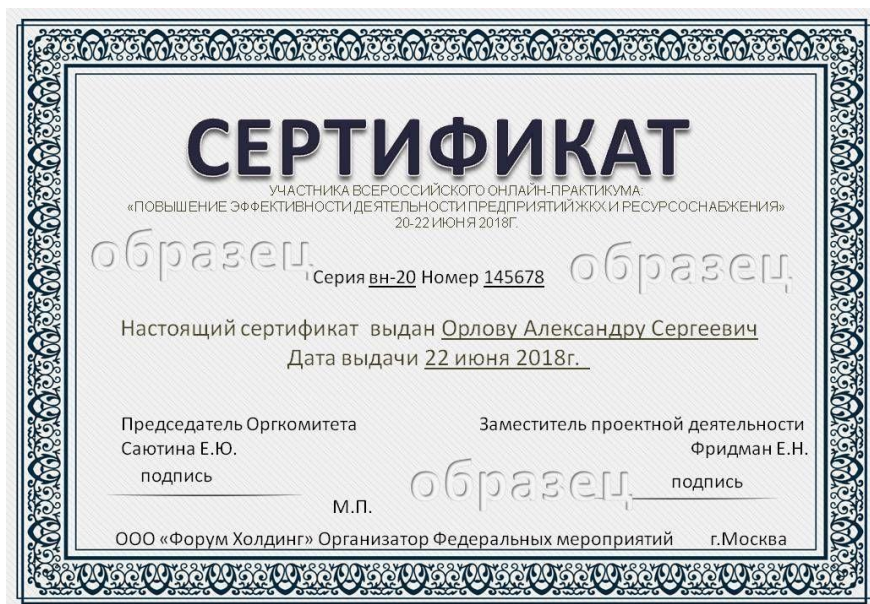 СЕРТИФИКАТ
УЧАСТНИКА ВСЕРОССИЙСКОГО ОНЛАЙН-ПРАКТИКУМА:
«ПОВЫШЕНИЕ ЭФФЕКТИВНОСТИ ДЕЯТЕЛЬНОСТИ ПРЕДПРИЯТИЙ ЖКХ И РЕСУРСОСНАБЖЕНИЯ»
20-22 ИЮНЯ 2018Г.
образец образец
Серия вн-20 Номер 145678
Настоящий сертификат выдан Орлову Александру Сергеевич
Дата выдачи 22 июня 2018г.
Председатель Оргкомитета Заместитель проектной деятельности
Саютина Е.Ю. Фридман Е.Н.
подпись образец подпись
М.П.
ООО «Форум Холдинг» Организатор Федеральных мероприятий г.Москва